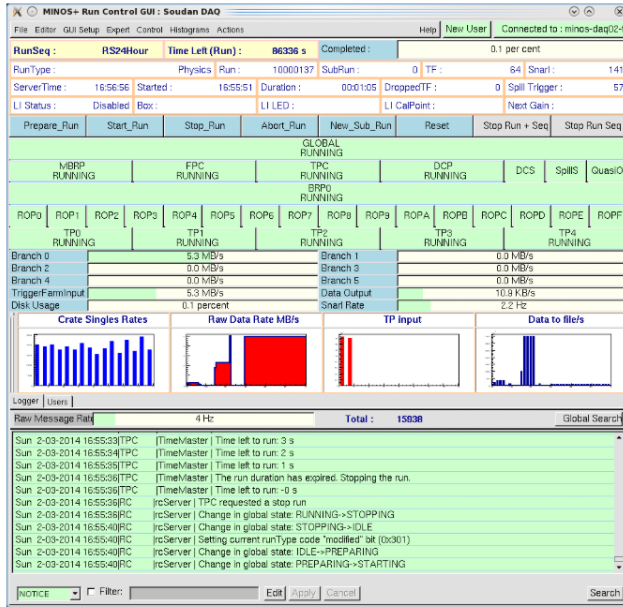 MINOS+ Run Control GUI : Soudan DAQ
File Editor GUI Setup Expert Control Histograms Actions Help New User Connected to : minos-daq02-
RunSeq : RS24Hour Time Left (Run) : 86336 s Completed : 0.1 per cent
RunType : Physics Run : 10000137 SubRun : 0 TF : 64 Snarl : 141
ServerTime : 16:56:56 Started : 16:55:51 Duration : 00:01:05 DroppedTF : 0 Spill Trigger : 57
LI Status : Disabled Box : LI LED : LI CalPoint : Next Gain :
Prepare_Run Start_Run Stop_Run Abort_Run New_Sub_Run Reset Stop Run + Seq Stop Run Seq
GLOBAL
RUNNING
MBRP FPC TPC DCP DCS SpillS QuasiO
RUNNING RUNNING RUNNING RUNNING
BRP0
RUNNING
ROP0 ROP1 ROP2 ROP3 ROP4 ROP5 ROP6 ROP7 ROP8 ROP9 ROPA ROPB ROPC ROPD ROPE ROPF
TP0 TP1 TP2 TP3 TP4
RUNNING RUNNING RUNNING RUNNING RUNNING
Branch 0 5.3 MB/s Branch 1 0.0 MB/s
Branch 2 0.0 MB/s Branch 3 0.0 MB/s
Branch 4 0.0 MB/s Branch 5 0.0 MB/s
TriggerFarmInput 5.3 MB/s Data Output 10.9 KB/s
Disk Usage 0.1 percent Snarl Rate 2.2 Hz
Crate Singles Rates Raw Data Rate MB/s TP input Data to file/s
Logger Users
Raw Message Rate 4 Hz Total : 15938 Global Search
Sun 2-03-2014 16:55:33|TPC |TimeMaster | Time left to run: 3 s
Sun 2-03-2014 16:55:34|TPC |TimeMaster | Time left to run: 2 s
Sun 2-03-2014 16:55:35|TPC |TimeMaster | Time left to run: 1 s
Sun 2-03-2014 16:55:36|TPC |TimeMaster | The run duration has expired. Stopping the run.
Sun 2-03-2014 16:55:36|TPC |TimeMaster | Time left to run: -0 s
Sun 2-03-2014 16:55:36|RC |rcServer | TPC requested a stop run
Sun 2-03-2014 16:55:36|RC |rcServer | Change in global state: RUNNING->STOPPING
Sun 2-03-2014 16:55:40|RC |rcServer | Change in global state: STOPPING->IDLE
Sun 2-03-2014 16:55:40|RC |rcServer | Setting current runType code "modified" bit (0x301)
Sun 2-03-2014 16:55:40|RC |rcServer | Change in global state: IDLE->PREPARING
Sun 2-03-2014 16:55:40|RC |rcServer | Change in global state: PREPARING->STARTING
NOTICE Filter: Edit Apply Cancel Search